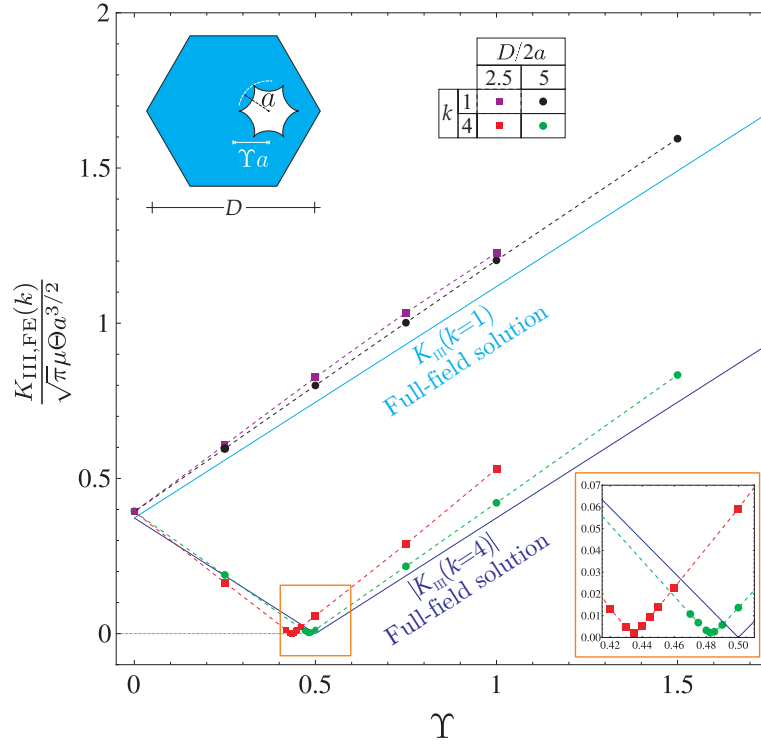 2
1.5
1
0.5
0
0
0.5
1
1.5
ϒ
K_III,FE(k)
√π μΘa^3/2
a
ϒa
D
D/2a
2.5 5
k 1
4
K_III(k=1)
Full-field solution
|K_III(k=4)|
Full-field solution
0.07
0.06
0.05
0.04
0.03
0.02
0.01
0.00
0.42 0.44 0.46 0.48 0.50